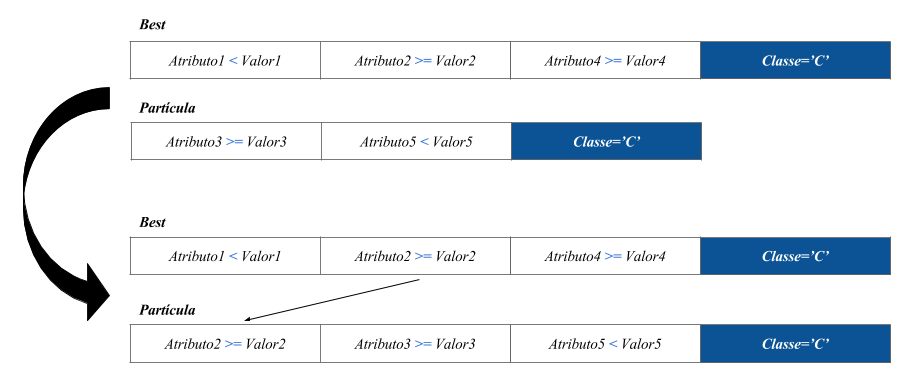 Best
Atributo1 < Valor1 Atributo2 >= Valor2 Atributo4 >= Valor4 Classe=’C’
Partícula
Atributo3 >= Valor3 Atributo5 < Valor5 Classe=’C’
Best
Atributo1 < Valor1 Atributo2 >= Valor2 Atributo4 >= Valor4 Classe=’C’
Partícula
Atributo2 >= Valor2 Atributo3 >= Valor3 Atributo5 < Valor5 Classe=’C’